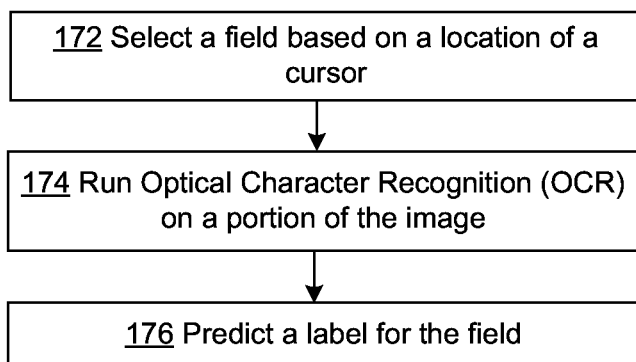 172 Select a field based on a location of a
cursor
174 Run Optical Character Recognition (OCR)
on a portion of the image
176 Predict a label for the field